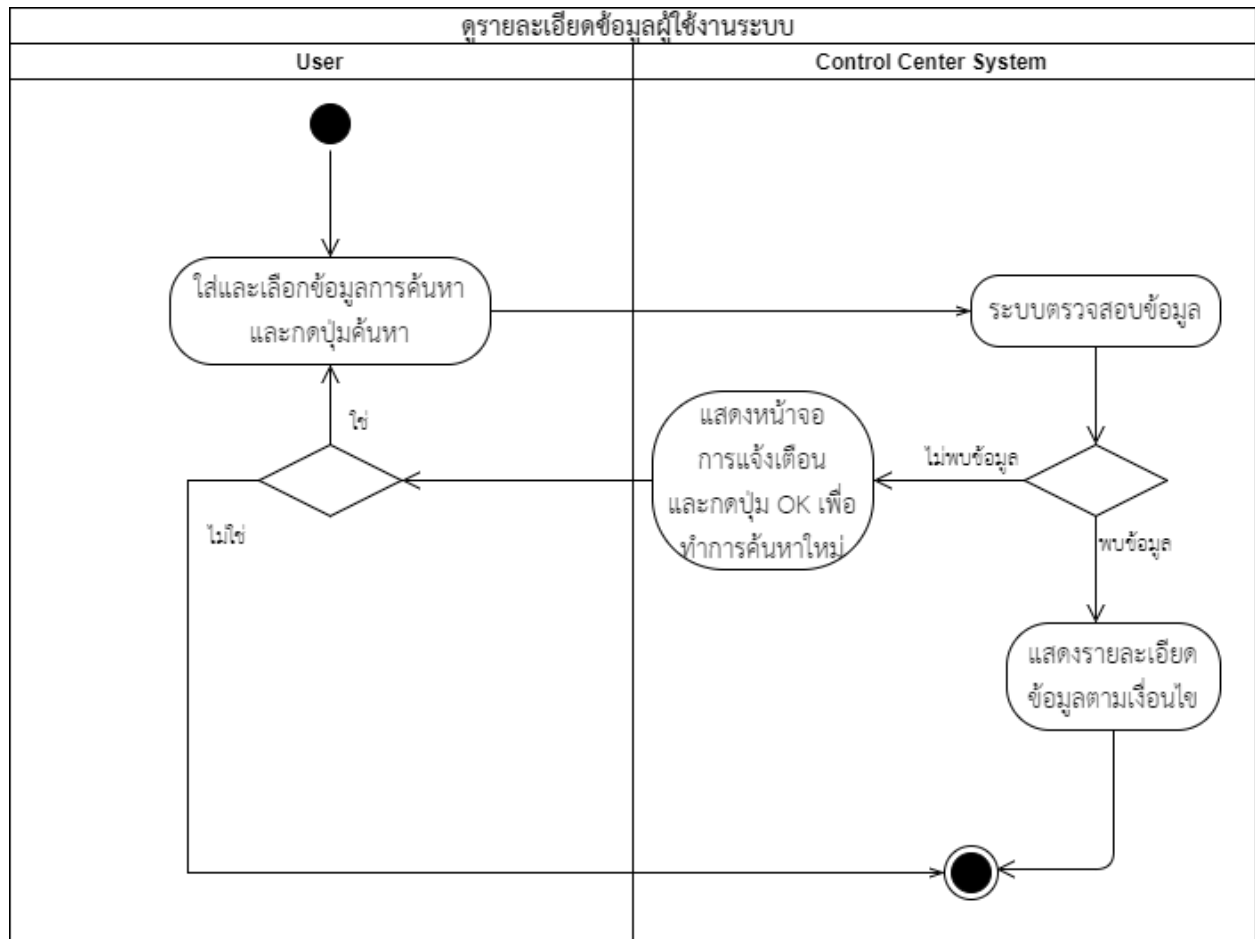 ดูรายละเอียดข้อมูลผู้ใช้งานระบบ
User
Control Center System
ใส่และเลือกข้อมูลการค้นหา
และกดปุ่มค้นหา
ระบบตรวจสอบข้อมูล
ใช่
แสดงหน้าจอ
การแจ้งเตือน
และกดปุ่ม OK เพื่อ
ทำการค้นหาใหม่
ไม่พบข้อมูล
ไม่ใช่
พบข้อมูล
แสดงรายละเอียด
ข้อมูลตามเงื่อนไข